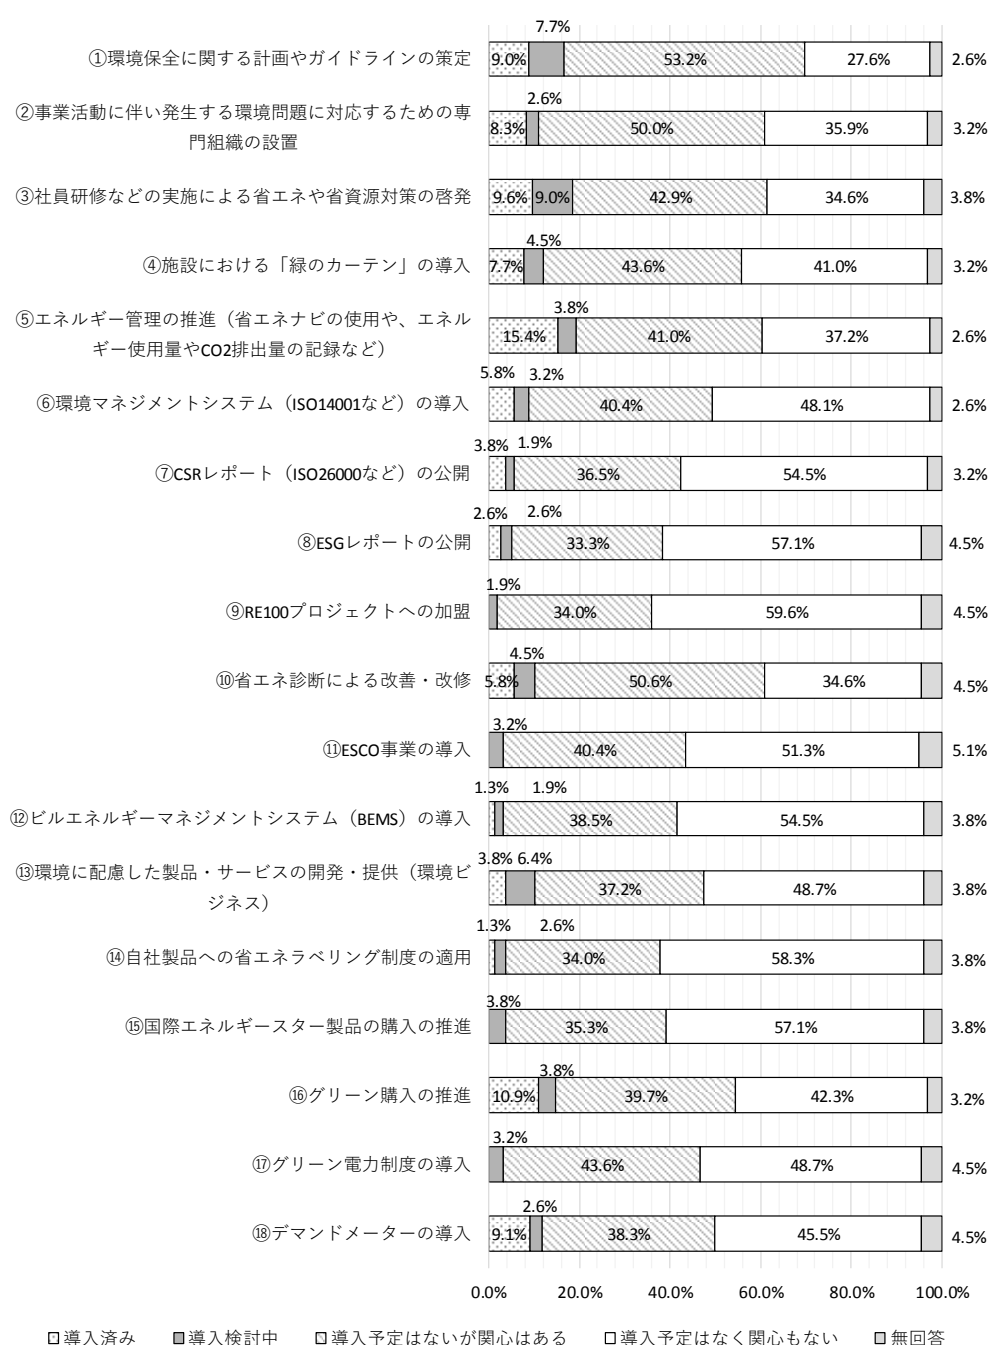 7.7%
①環境保全に関する計画やガイドラインの策定 9.0% 53.2% 27.6% 2.6%
2.6%
②事業活動に伴い発生する環境問題に対応するための専
門組織の設置
8.3% 50.0% 35.9% 3.2%
③社員研修などの実施による省エネや省資源対策の啓発 9.6% 9.0% 42.9% 34.6% 3.8%
4.5%
④施設における「緑のカーテン」の導入 7.7% 43.6% 41.0% 3.2%
3.8%
⑤エネルギー管理の推進（省エネナビの使用や、エネル
ギー使用量やCO2排出量の記録など）
15.4% 41.0% 37.2% 2.6%
5.8% 3.2%
⑥環境マネジメントシステム（ISO14001など）の導入 40.4% 48.1% 2.6%
3.8% 1.9%
⑦CSRレポート（ISO26000など）の公開 36.5% 54.5% 3.2%
2.6% 2.6%
⑧ESGレポートの公開 33.3% 57.1% 4.5%
1.9%
⑨RE100プロジェクトへの加盟 34.0% 59.6% 4.5%
4.5%
⑩省エネ診断による改善・改修 5.8% 50.6% 34.6% 4.5%
3.2%
⑪ESCO事業の導入 40.4% 51.3% 5.1%
1.3% 1.9%
⑫ビルエネルギーマネジメントシステム（BEMS）の導入 38.5% 54.5% 3.8%
3.8% 6.4%
⑬環境に配慮した製品・サービスの開発・提供（環境ビ
ジネス）
37.2% 48.7% 3.8%
1.3% 2.6%
⑭自社製品への省エネラベリング制度の適用 34.0% 58.3% 3.8%
3.8%
⑮国際エネルギースター製品の購入の推進 35.3% 57.1% 3.8%
3.8%
⑯グリーン購入の推進 10.9% 39.7% 42.3% 3.2%
3.2%
⑰グリーン電力制度の導入 43.6% 48.7% 4.5%
2.6%
⑱デマンドメーターの導入 9.1% 38.3% 45.5% 4.5%
0.0% 20.0% 40.0% 60.0% 80.0% 100.0%
導入済み 導入検討中 導入予定はないが関心はある 導入予定はなく関心もない 無回答